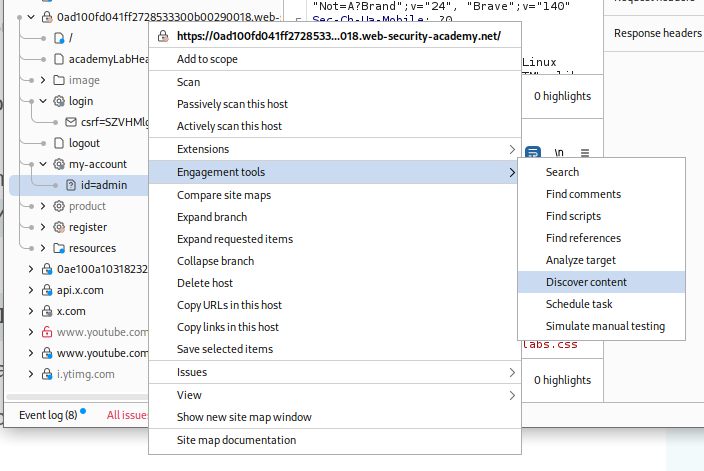 0ad100fd041ff2728533300b00290018.web-
"Not=A?Brand";v="24", "Brave";v="140"
Request headers
Sec-Ch-Ua-Mobile: ?0
/
https://0ad100fd041ff2728533...018.web-security-academy.net/
Response headers
academyLabHea
Add to scope
Linux
image
Scan
login
Passively scan this host
0 highlights
csrf=SZVHMlg
Actively scan this host
logout
Extensions
\n
my-account
Engagement tools
Search
id=admin
Compare site maps
Find comments
product
Expand branch
Find scripts
register
Expand requested items
Find references
resources
Collapse branch
Analyze target
0ae100a10318232
Delete host
Discover content
api.x.com
Copy URLs in this host
Schedule task
x.com
Copy links in this host
Simulate manual testing
www.youtube.com
Save selected items
labs.css
www.youtube.com
Issues
0 highlights
i.ytimg.com
View
Event log (8)
All issues
Show new site map window
Site map documentation